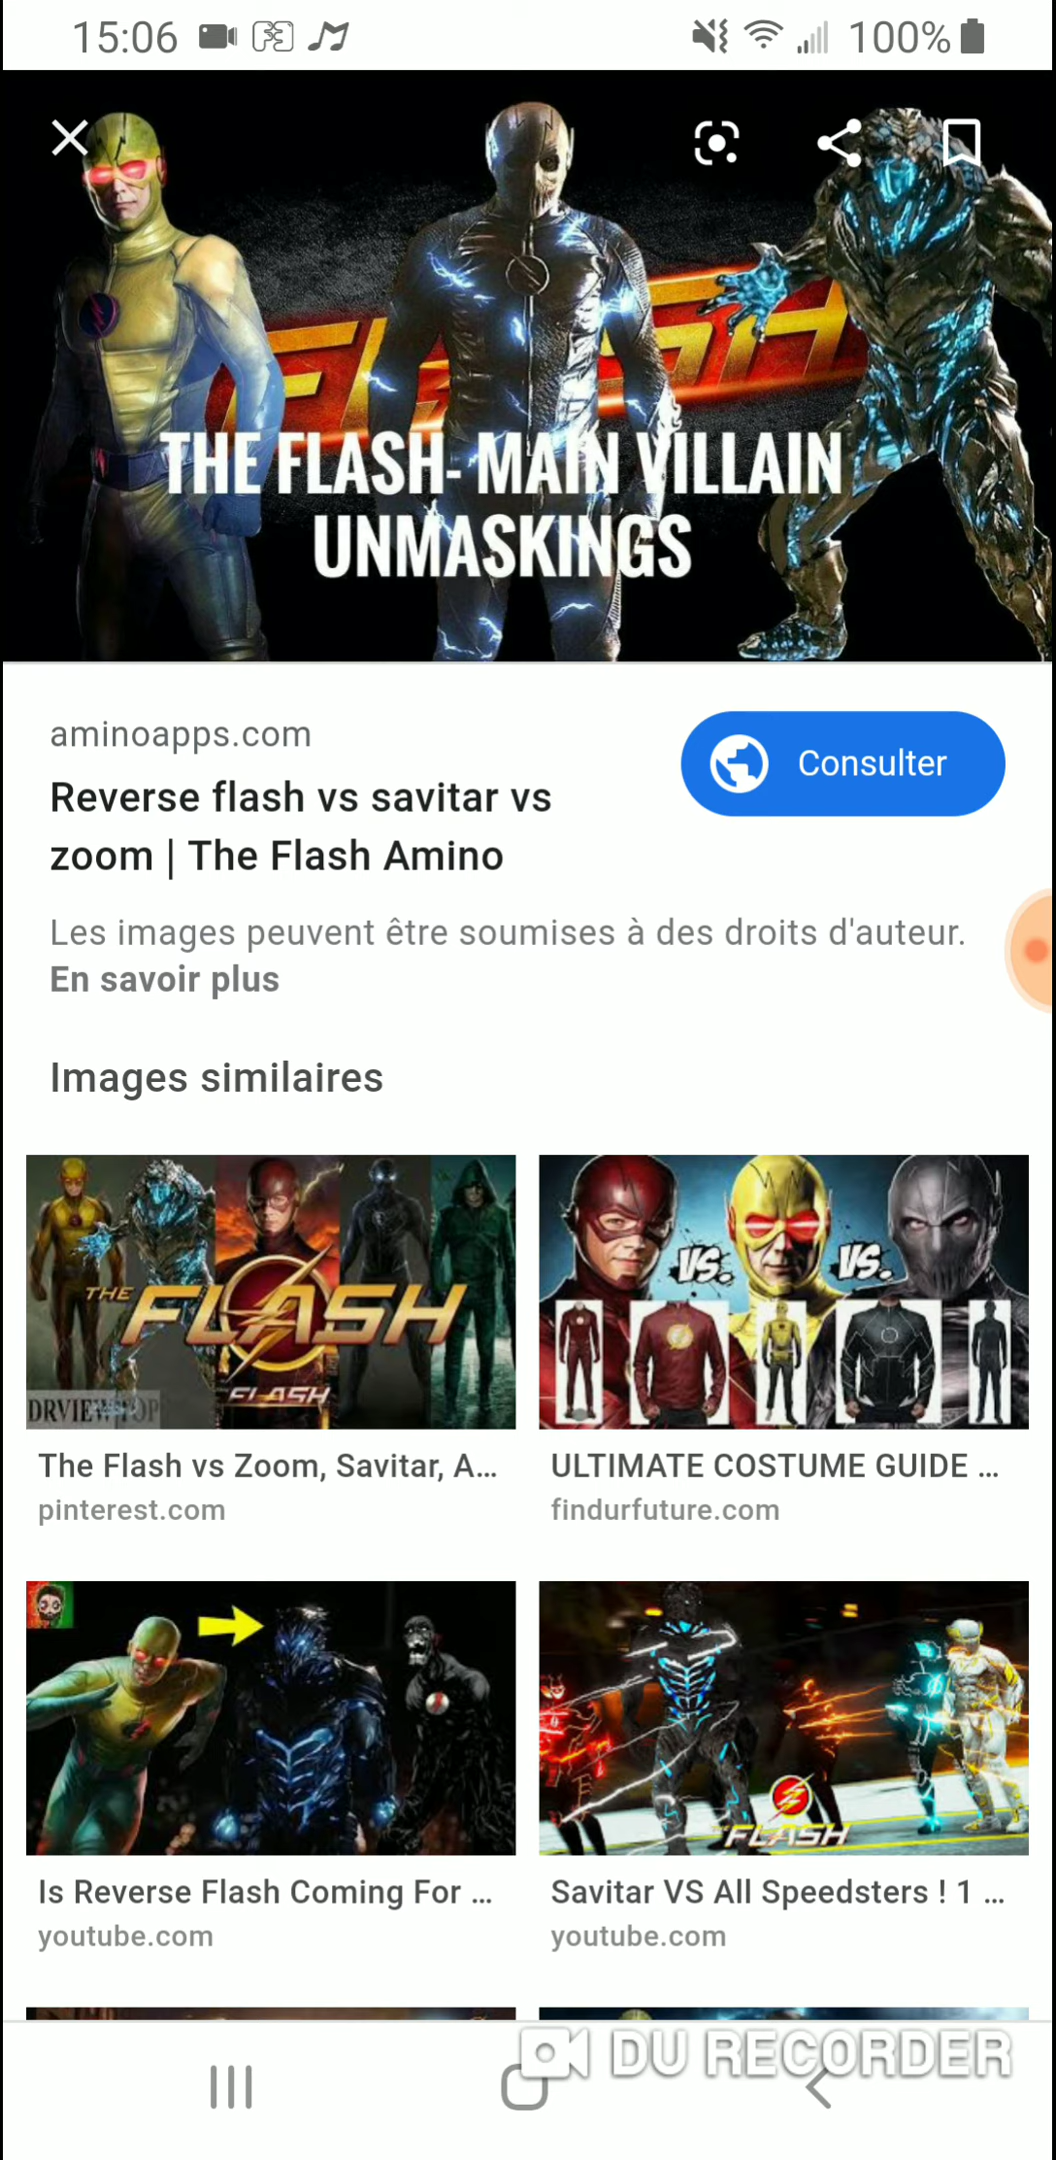 15:06
100%
FLASH
THE FLASH- MAIN VILLAIN
UNMASKINGS
aminoapps.com
Consulter
Reverse flash vs savitar vs
zoom | The Flash Amino
Les images peuvent être soumises à des droits d'auteur.
En savoir plus
Images similaires
THE FLASH
FLASH
DRVIEWTOP
VS. VS.
The Flash vs Zoom, Savitar, A...
ULTIMATE COSTUME GUIDE ...
pinterest.com
findurfuture.com
FLASH
Is Reverse Flash Coming For ...
Savitar VS All Speedsters ! 1 ...
youtube.com
youtube.com
DU RECORDER